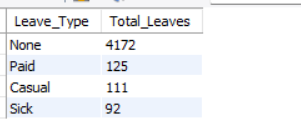 Leave_Type Total_Leaves
None 4172
Paid 125
Casual 111
Sick 92